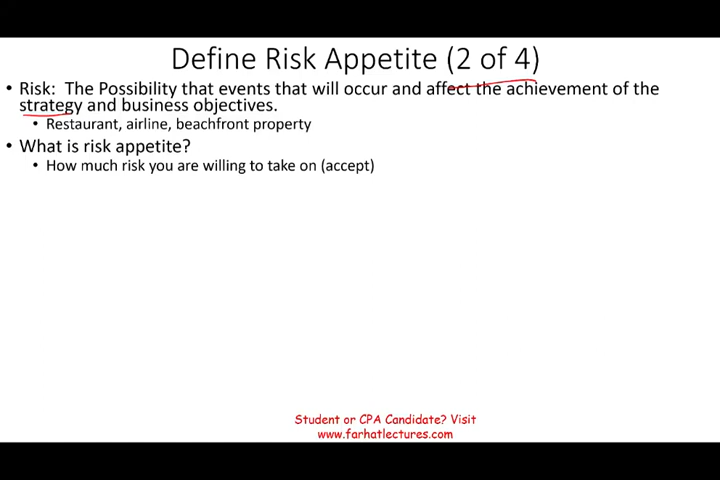 Define Risk Appetite (2 of 4)
• Risk:  The Possibility that events that will occur and affect the achievement of the
strategy and business objectives.
• Restaurant, airline, beachfront property
• What is risk appetite?
• How much risk you are willing to take on (accept)
Student or CPA Candidate? Visit
www.farhatlectures.com